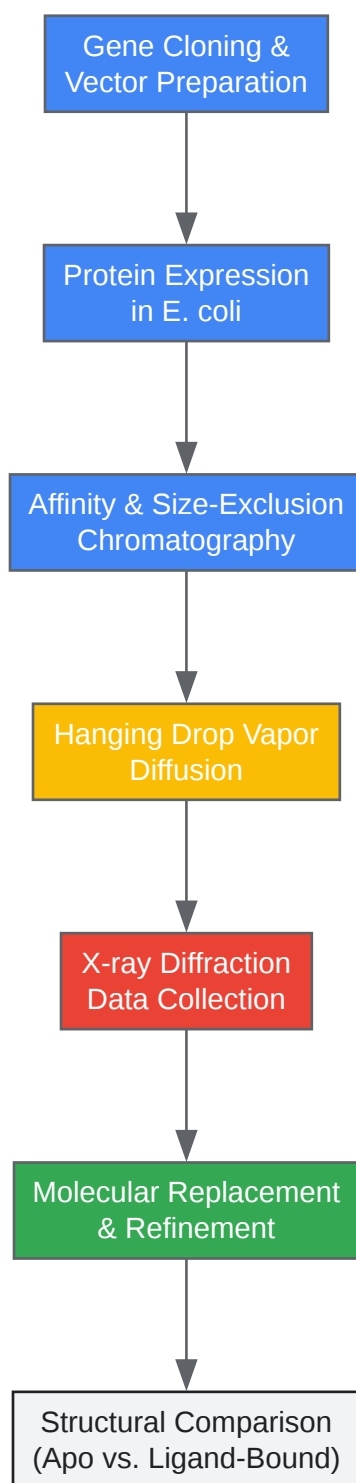 Gene Cloning &
Vector Preparation
Protein Expression
in E. coli
Affinity & Size-Exclusion
Chromatography
Hanging Drop Vapor
Diffusion
X-ray Diffraction
Data Collection
Molecular Replacement
& Refinement
Structural Comparison
(Apo vs. Ligand-Bound)